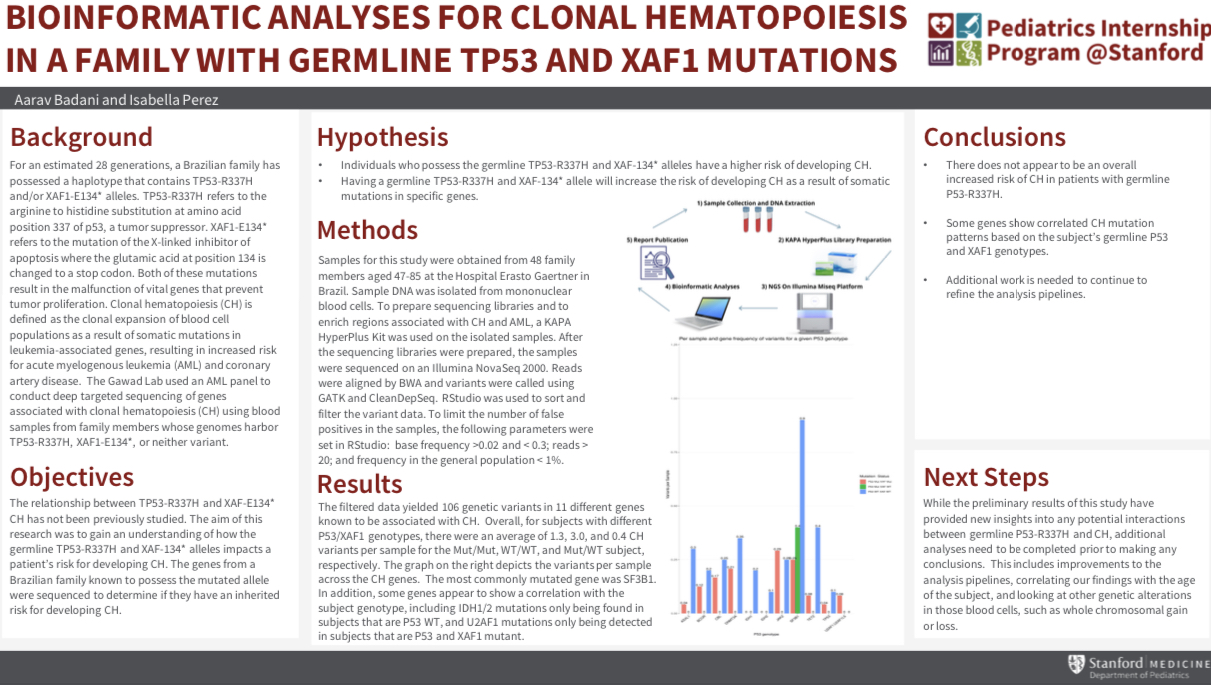 BIOINFORMATIC ANALYSES FOR CLONAL HEMATOPOIESIS
IN A FAMILY WITH GERMLINE TP53 AND XAF1 MUTATIONS
Pediatrics Internship
Program @Stanford
Aarav Badani and Isabella Perez
Background
For an estimated 28 generations, a Brazilian family has
possessed a haplotype that contains TP53-R337H
and/or XAF1-E134* alleles. TP53-R337H refers to the
arginine to histidine substitution at amino acid
position 337 of p53, a tumor suppressor. XAF1-E134*
refers to the mutation of the X-linked inhibitor of
apoptosis where the glutamic acid at position 134 is
changed to a stop codon. Both of these mutations
result in the malfunction of vital genes that prevent
tumor proliferation. Clonal hematopoiesis (CH) is
defined as the clonal expansion of blood cell
populations as a result of somatic mutations in
leukemia-associated genes, resulting in increased risk
for acute myelogenous leukemia (AML) and coronary
artery disease. The Gawad Lab used an AML panel to
conduct deep targeted sequencing of genes
associated with clonal hematopoiesis (CH) using blood
samples from family members whose genomes harbor
TP53-R337H, XAF1-E134*, or neither variant.
Objectives
The relationship between TP53-R337H and XAF-E134*
CH has not been previously studied. The aim of this
research was to gain an understanding of how the
germline TP53-R337H and XAF-134* alleles impacts a
patient's risk for developing CH. The genes from a
Brazilian family known to possess the mutated allele
were sequenced to determine if they have an inherited
risk for developing CH.
Hypothesis
• Individuals who possess the germline TP53-R337H and XAF-134* alleles have a higher risk of developing CH.
• Having a germline TP53-R337H and XAF-134* allele will increase the risk of developing CH as a result of somatic
mutations in specific genes.
Methods
Samples for this study were obtained from 48 family
members aged 47-85 at the Hospital Erasto Gaertner in
Brazil. Sample DNA was isolated from mononuclear
blood cells. To prepare sequencing libraries and to
enrich regions associated with CH and AML, a KAPA
HyperPlus Kit was used on the isolated samples. After
the sequencing libraries were prepared, the samples
were sequenced on an Illumina NovaSeq 2000. Reads
were aligned by BWA and variants were called using
GATK and CleanDepSeq. RStudio was used to sort and
filter the variant data. To limit the number of false
positives in the samples, the following parameters were
set in RStudio: base frequency >0.02 and < 0.3; reads >
20; and frequency in the general population < 1%.
Results
The filtered data yielded 106 genetic variants in 11 different genes
known to be associated with CH. Overall, for subjects with different
P53/XAF1 genotypes, there were an average of 1.3, 3.0, and 0.4 CH
variants per sample for the Mut/Mut, WT/WT, and Mut/WT subject,
respectively. The graph on the right depicts the variants per sample
across the CH genes. The most commonly mutated gene was SF3B1.
In addition, some genes appear to show a correlation with the
subject genotype, including IDH1/2 mutations only being found in
subjects that are P53 WT, and U2AF1 mutations only being detected
in subjects that are P53 and XAF1 mutant.
1) Sample Collection and DNA Extraction
5) Report Publication
2) KAPA HyperPlus Library Preparation
4) Bioinformatic Analyses
3) NGS On Illumina Miseq Platform
Per sample and gene frequency of variants for a given P53 genotype.
Variants per Sample
P53 genotype
Conclusions
• There does not appear to be an overall
increased risk of CH in patients with germline
P53-R337H.
• Some genes show correlated CH mutation
patterns based on the subject's germline P53
and XAF1 genotypes.
• Additional work is needed to continue to
refine the analysis pipelines.
Next Steps
While the preliminary results of this study have
provided new insights into any potential interactions
between germline P53-R337H and CH, additional
analyses need to be completed prior to making any
conclusions. This includes improvements to the
analysis pipelines, correlating our findings with the age
of the subject, and looking at other genetic alterations
in those blood cells, such as whole chromosomal gain
or loss.
Stanford MEDICINE
Department of Pediatrics